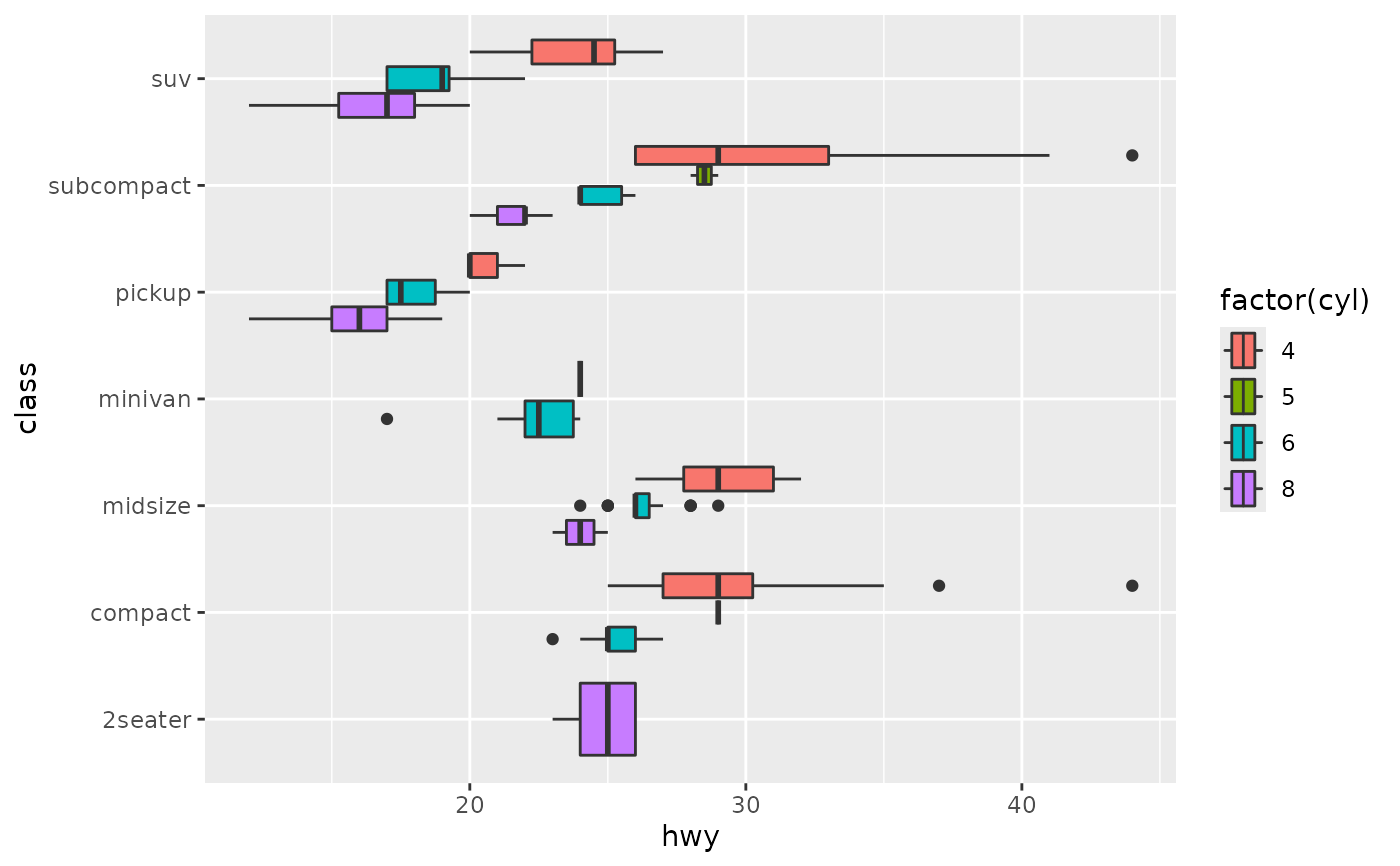 suv
subcompact
pickup
minivan
midsize
compact
2seater
class
20 30 40
hwy
factor(cyl)
4
5
6
8